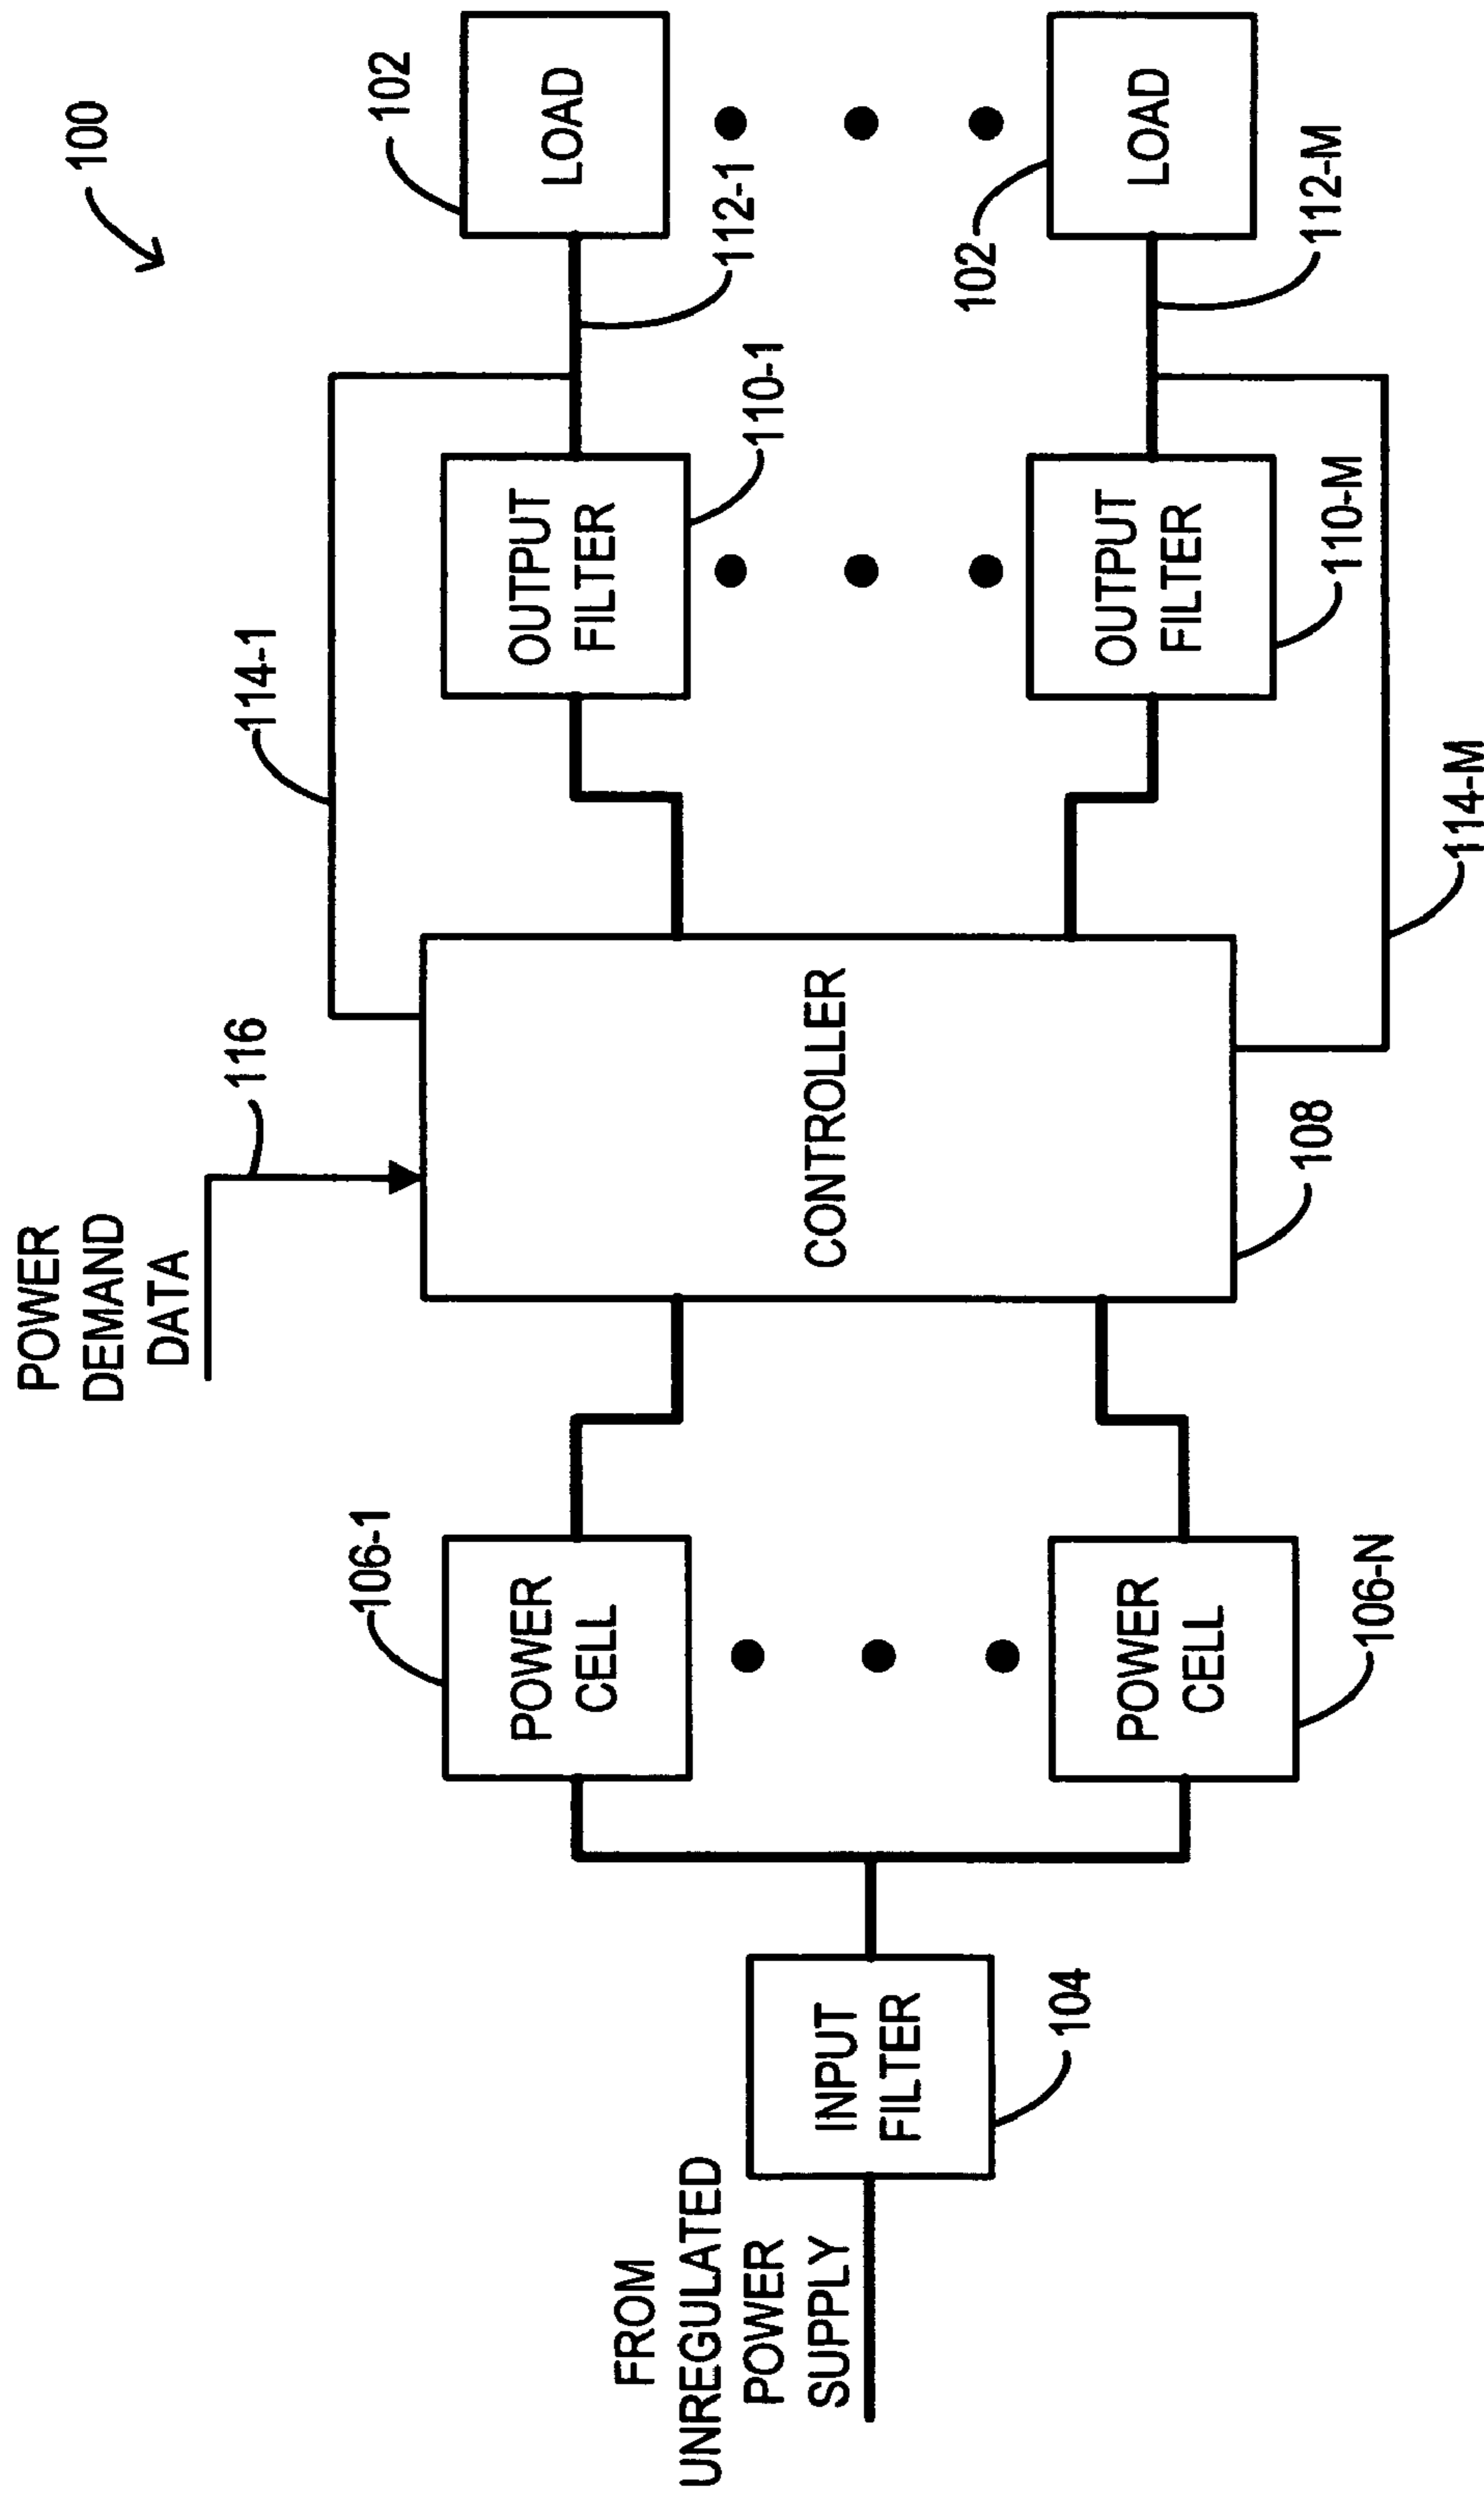 100
POWER
DEMAND
DATA
116
114-1
102
LOAD
112-1
OUTPUT
FILTER
110-1
106-1
POWER
CELL
CONTROLLER
FROM
UNREGULATED
POWER
SUPPLY
INPUT
FILTER
104
102
LOAD
112-M
OUTPUT
FILTER
110-M
POWER
CELL
106-N
108
114-M